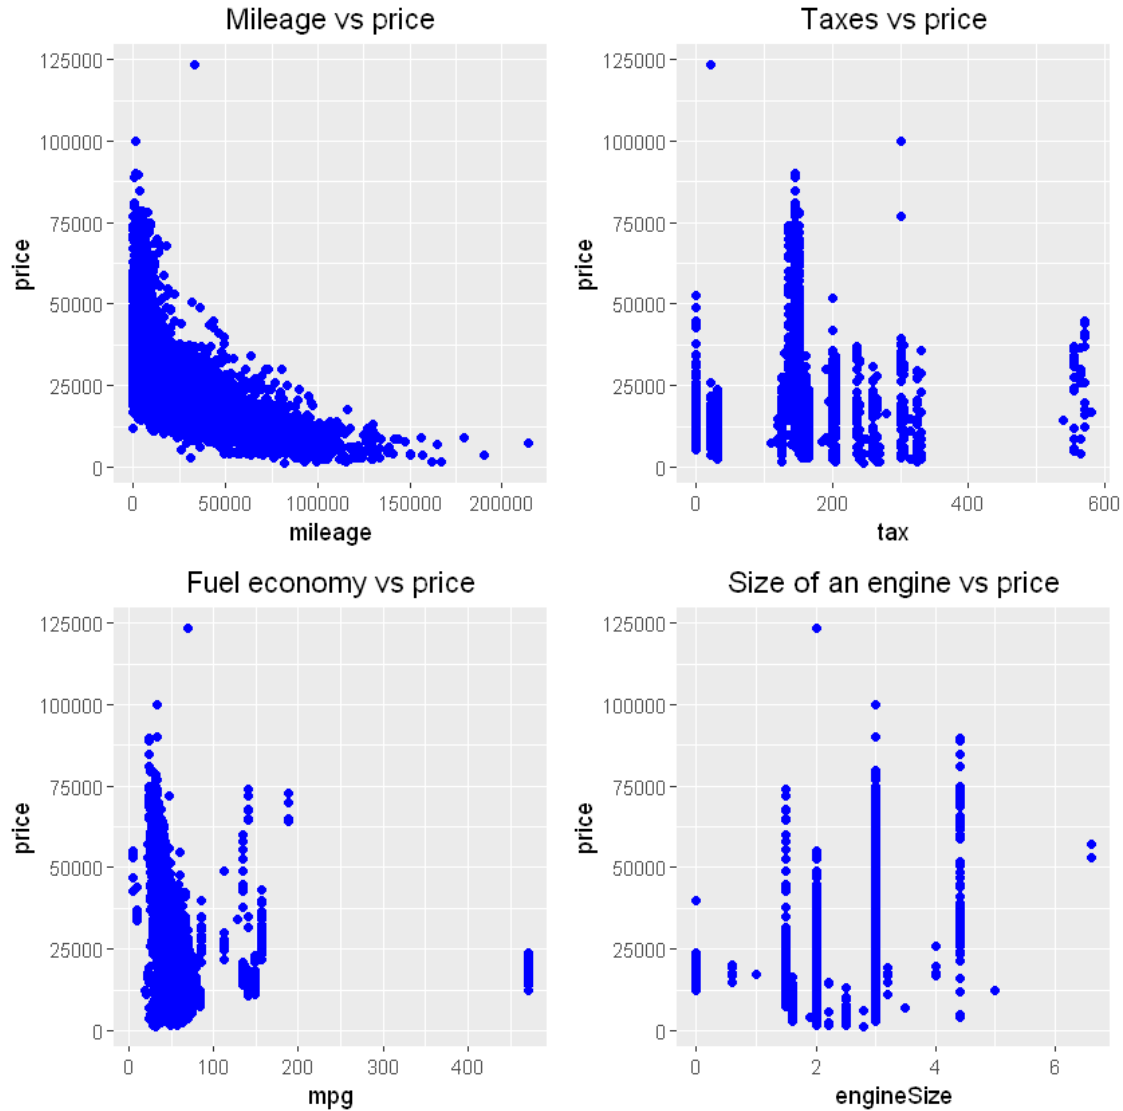 Mileage vs price
125000
100000
75000
50000
25000
0
price
0 50000 100000 150000 200000
mileage
Taxes vs price
125000
100000
75000
50000
25000
0
price
0 200 400 600
tax
Fuel economy vs price
125000
100000
75000
50000
25000
0
price
0 100 200 300 400
mpg
Size of an engine vs price
125000
100000
75000
50000
25000
0
price
0 2 4 6
engineSize